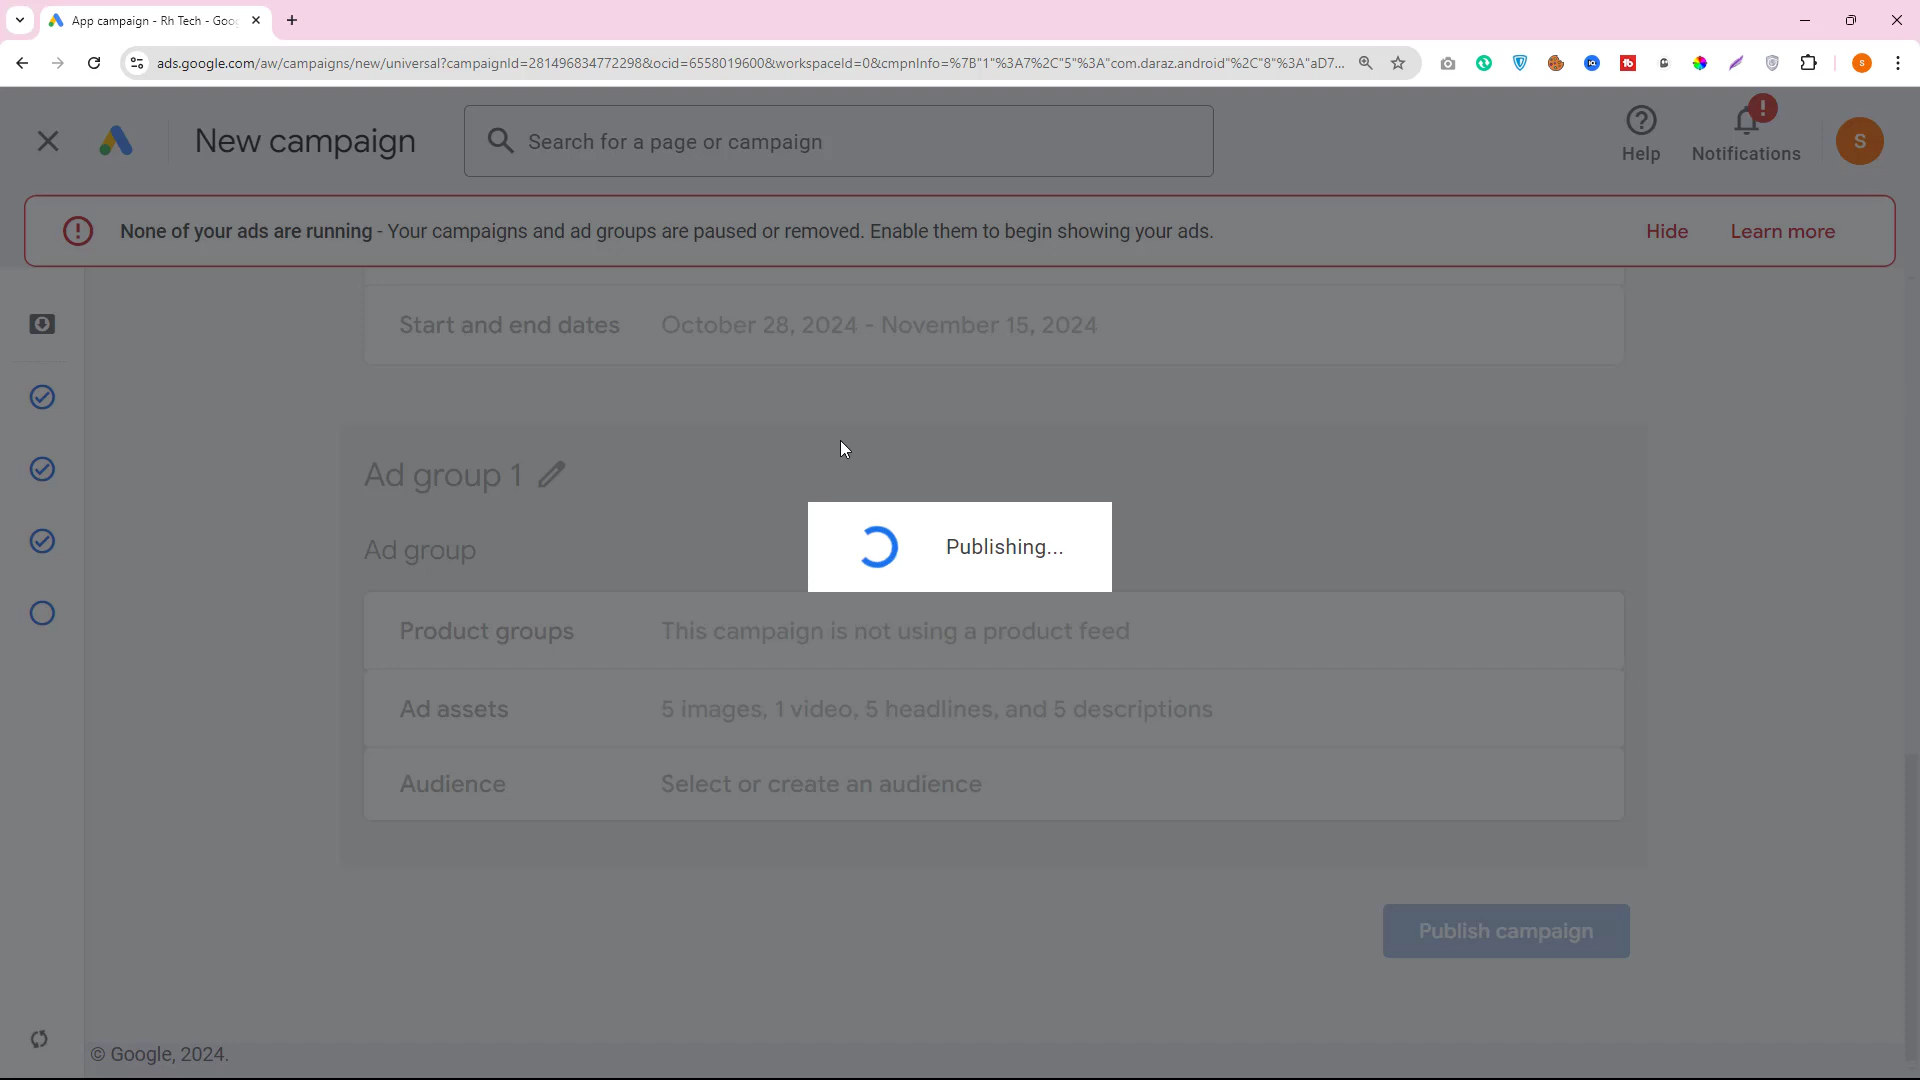 App campaign - Rh Tech - Goo
ads.google.com/aw/campaigns/new/universal?campaignId=281496834772298&ocid=6558019600&workspaceId=0&cmpnInfo=%7B"1"%3A7%2C"5"%3A"com.daraz.android"%2C"8"%3A"aD7...
New campaign
Search for a page or campaign
Help
Notifications
S
None of your ads are running - Your campaigns and ad groups are paused or removed. Enable them to begin showing your ads.
Hide
Learn more
Start and end dates
October 28, 2024 - November 15, 2024
Ad group 1
Ad group
Publishing...
Product groups
This campaign is not using a product feed
Ad assets
5 images, 1 video, 5 headlines, and 5 descriptions
Audience
Select or create an audience
Publish campaign
© Google, 2024.